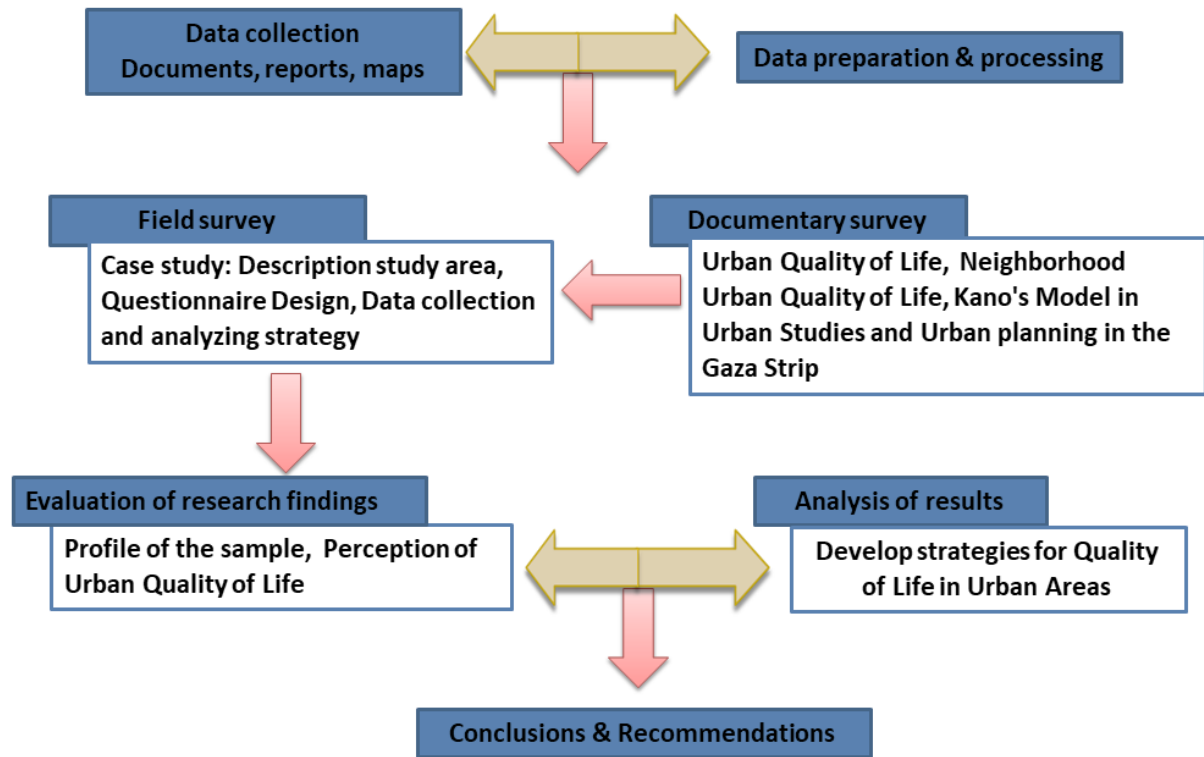 Data collection
Documents, reports, maps
Data preparation & processing
Field survey
Case study: Description study area,
Questionnaire Design, Data collection
and analyzing strategy
Documentary survey
Urban Quality of Life, Neighborhood
Urban Quality of Life, Kano's Model in
Urban Studies and Urban planning in the
Gaza Strip
Evaluation of research findings
Profile of the sample, Perception of
Urban Quality of Life
Analysis of results
Develop strategies for Quality
of Life in Urban Areas
Conclusions & Recommendations